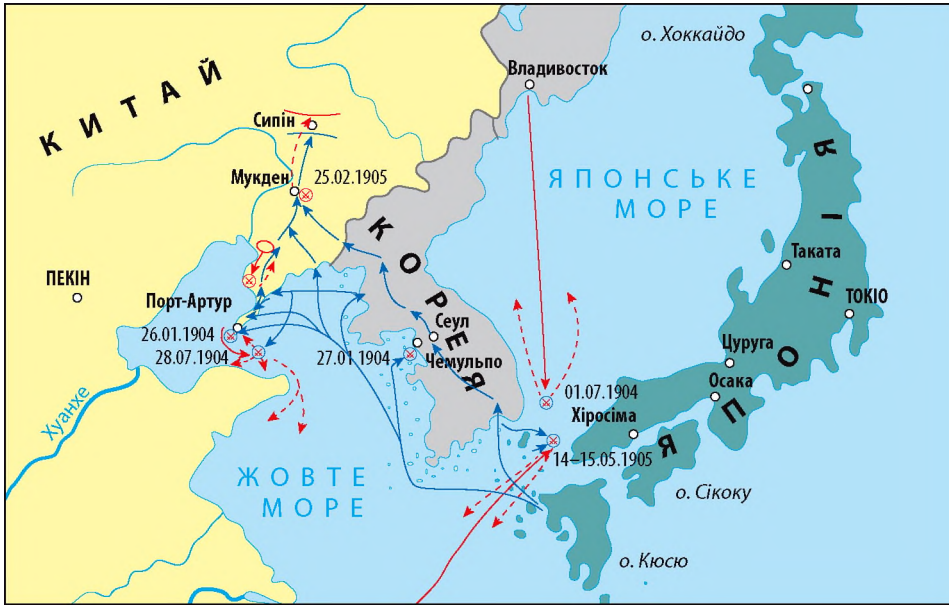 о. Хоккайдо
КИТАЙ
Владивосток
Сипін
Мукден
25.02.1905
ЯПОНСЬКЕ
МОРЕ
КОРЕЯ
ПЕКІН
Таката
ТОКІО
Порт-Артур
26.01.1904
28.07.1904
Сеул
27.01.1904
Чемульпо
Цуруга
Осака
01.07.1904
Хіросіма
ЯПОНІЯ
14–15.05.1905
Хуанхе
ЖОВТЕ
МОРЕ
о. Сікоку
о. Кюсю